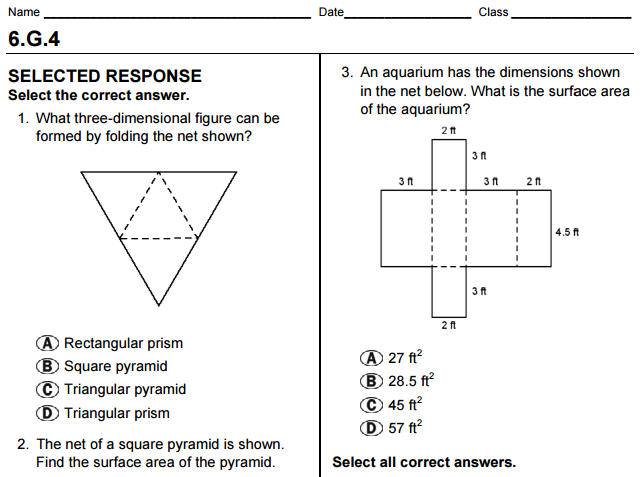 Name Date Class
6.G.4
SELECTED RESPONSE
Select the correct answer.
1. What three-dimensional figure can be
formed by folding the net shown?
A Rectangular prism
B Square pyramid
C Triangular pyramid
D Triangular prism
2. The net of a square pyramid is shown.
Find the surface area of the pyramid.
3. An aquarium has the dimensions shown
in the net below. What is the surface area
of the aquarium?
2 ft
3 ft
3 ft 3 ft 2 ft
4.5 ft
3 ft
2 ft
A 27 ft²
B 28.5 ft²
C 45 ft²
D 57 ft²
Select all correct answers.